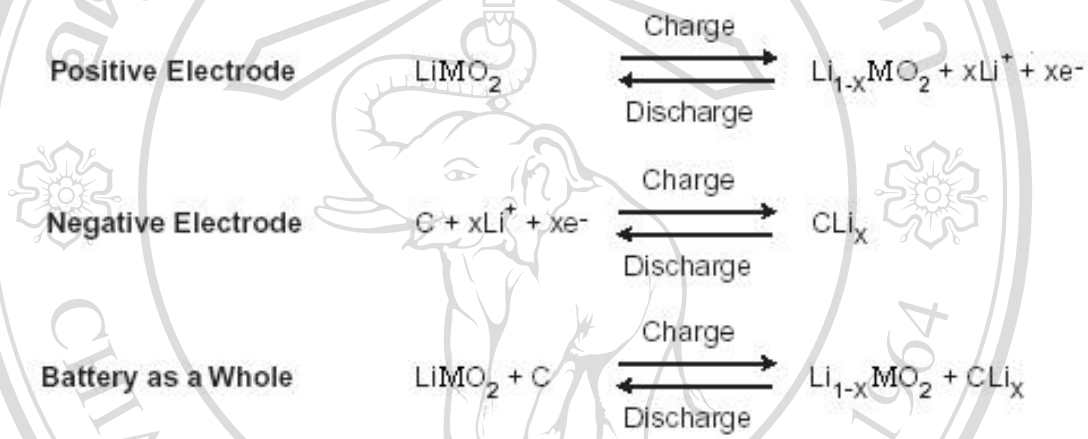 Charge
Positive Electrode LiMO₂ Li₁₋ₓMO₂ + xLi⁺ + xe⁻
Discharge
Charge
Negative Electrode C + xLi⁺ + xe⁻ CLiₓ
Discharge
Charge
Battery as a Whole LiMO₂ + C Li₁₋ₓMO₂ + CLiₓ
Discharge
1964